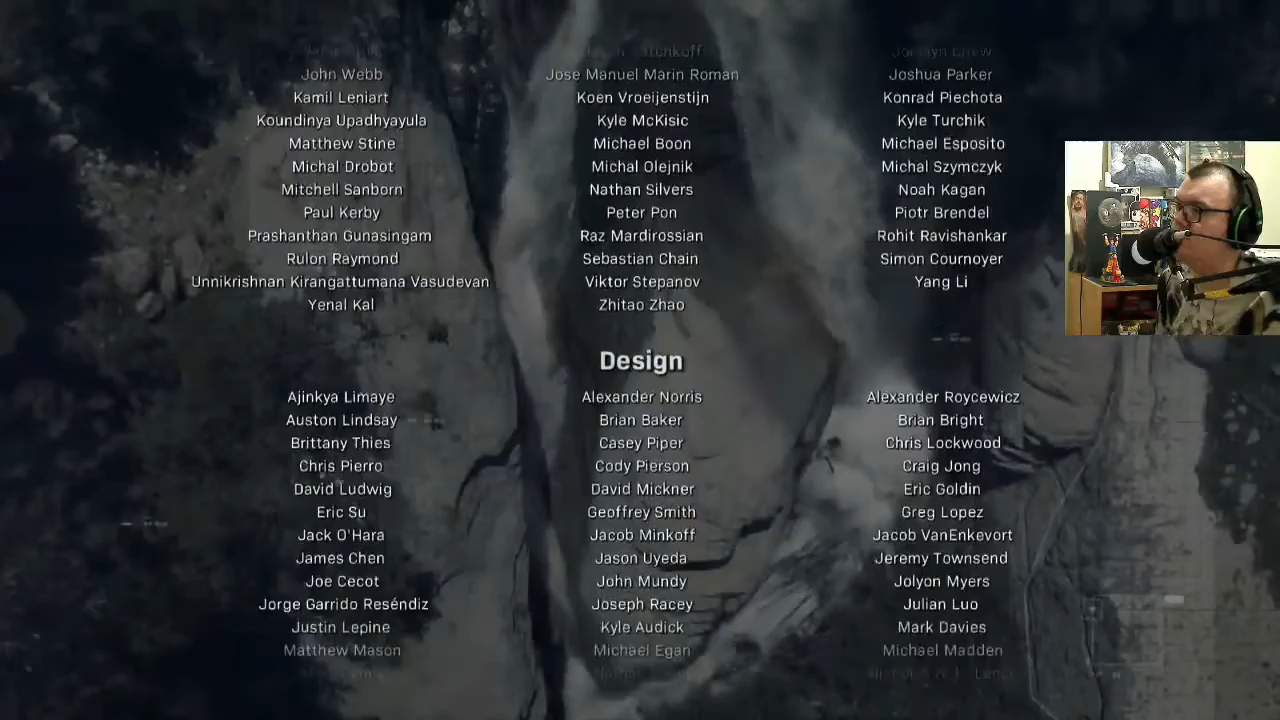 John Webb Jose Manuel Marin Roman Joshua Parker
Kamil Leniart Koen Vroeijenstijn Konrad Piechota
Koundinya Upadhyayula Kyle McKisic Kyle Turchik
Matthew Stine Michael Boon Michael Esposito
Michal Drobot Michal Olejnik Michal Szymczyk
Mitchell Sanborn Nathan Silvers Noah Kagan
Paul Kerby Peter Pon Piotr Brendel
Prashanthan Gunasingam Raz Mardirossian Rohit Ravishankar
Rulon Raymond Sebastian Chain Simon Cournoyer
Unnikrishnan Kirangattumana Vasudevan Viktor Stepanov Yang Li
Yenal Kal Zhitao Zhao
Design
Ajinkya Limaye Alexander Norris Alexander Roycewicz
Auston Lindsay Brian Baker Brian Bright
Brittany Thies Casey Piper Chris Lockwood
Chris Pierro Cody Pierson Craig Jong
David Ludwig David Mickner Eric Goldin
Eric Su Geoffrey Smith Greg Lopez
Jack O'Hara Jacob Minkoff Jacob VanEnkevort
James Chen Jason Uyeda Jeremy Townsend
Joe Cecot John Mundy Jolyon Myers
Jorge Garrido Reséndiz Joseph Racey Julian Luo
Justin Lepine Kyle Audick Mark Davies
Matthew Mason Michael Egan Michael Madden